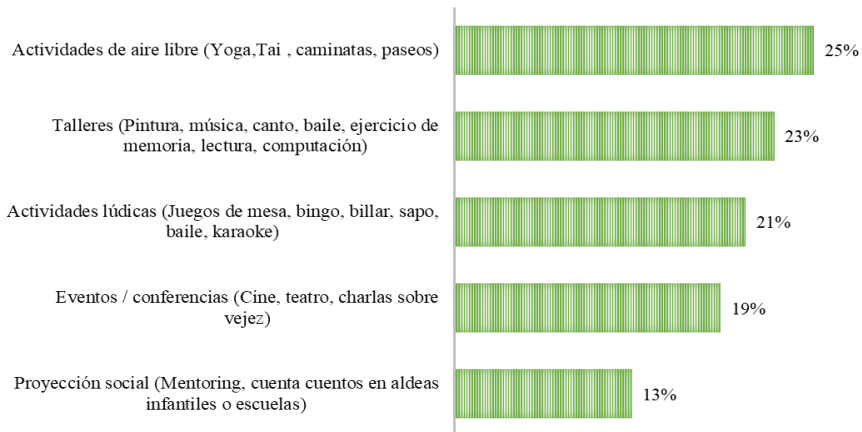 Actividades de aire libre (Yoga,Tai , caminatas, paseos)
25%
Talleres (Pintura, música, canto, baile, ejercicio de
memoria, lectura, computación)
23%
Actividades lúdicas (Juegos de mesa, bingo, billar, sapo,
baile, karaoke)
21%
Eventos / conferencias (Cine, teatro, charlas sobre
vejez)
19%
Proyección social (Mentoring, cuenta cuentos en aldeas
infantiles o escuelas)
13%